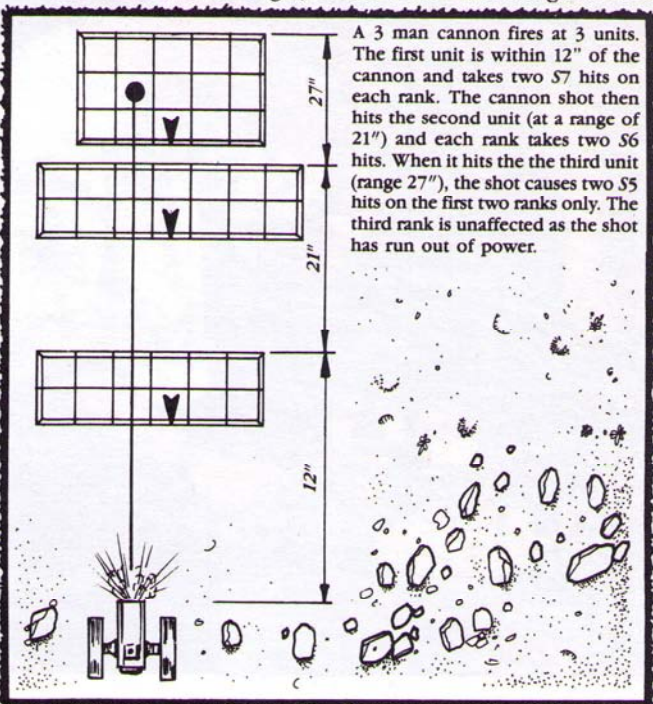 A 3 man cannon fires at 3 units.
The first unit is within 12" of the
cannon and takes two S7 hits on
each rank. The cannon shot then
hits the second unit (at a range of
21") and each rank takes two S6
hits. When it hits the the third unit
(range 27"), the shot causes two S5
hits on the first two ranks only. The
third rank is unaffected as the shot
has run out of power.
27"
21"
12"